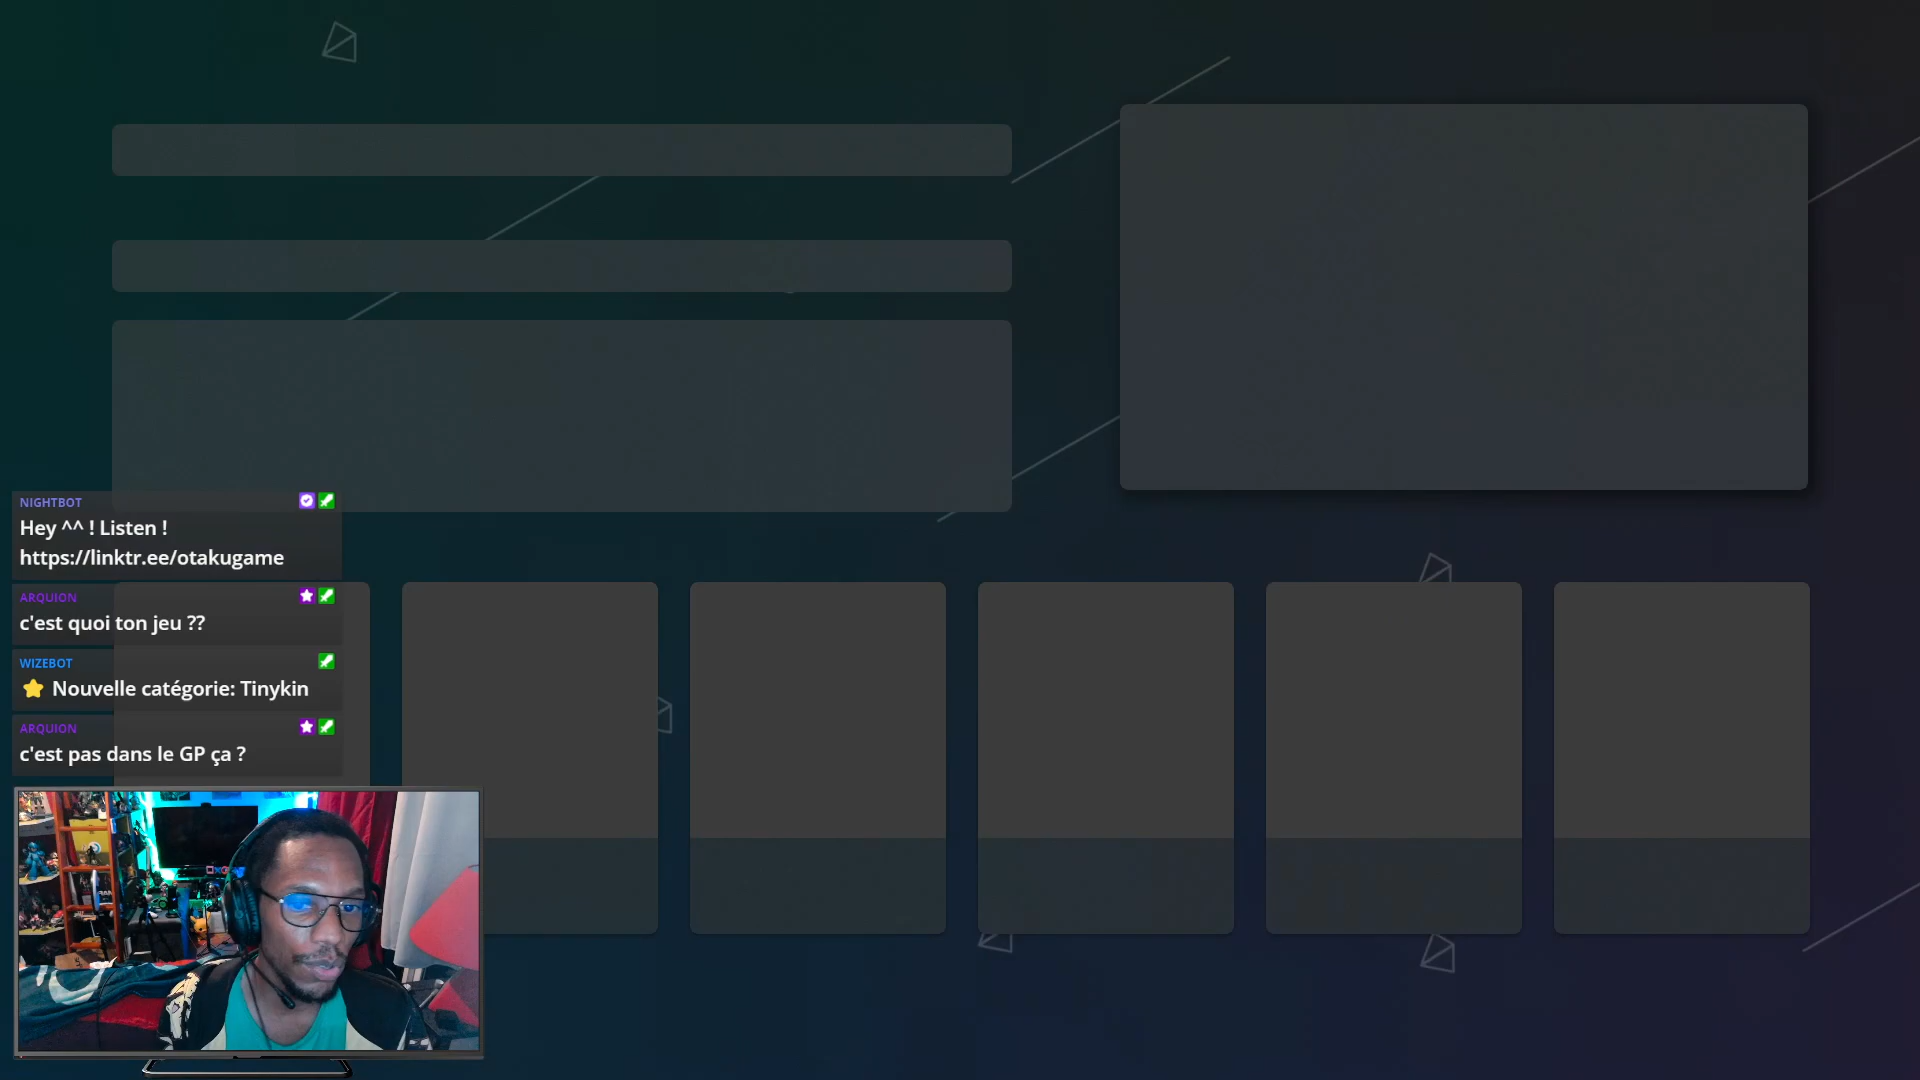 NIGHTBOT
Hey ^^ ! Listen !
https://linktr.ee/otakugame
ARQUION
c'est quoi ton jeu ??
WIZEBOT
⭐ Nouvelle catégorie: Tinykin
ARQUION
c'est pas dans le GP ça ?